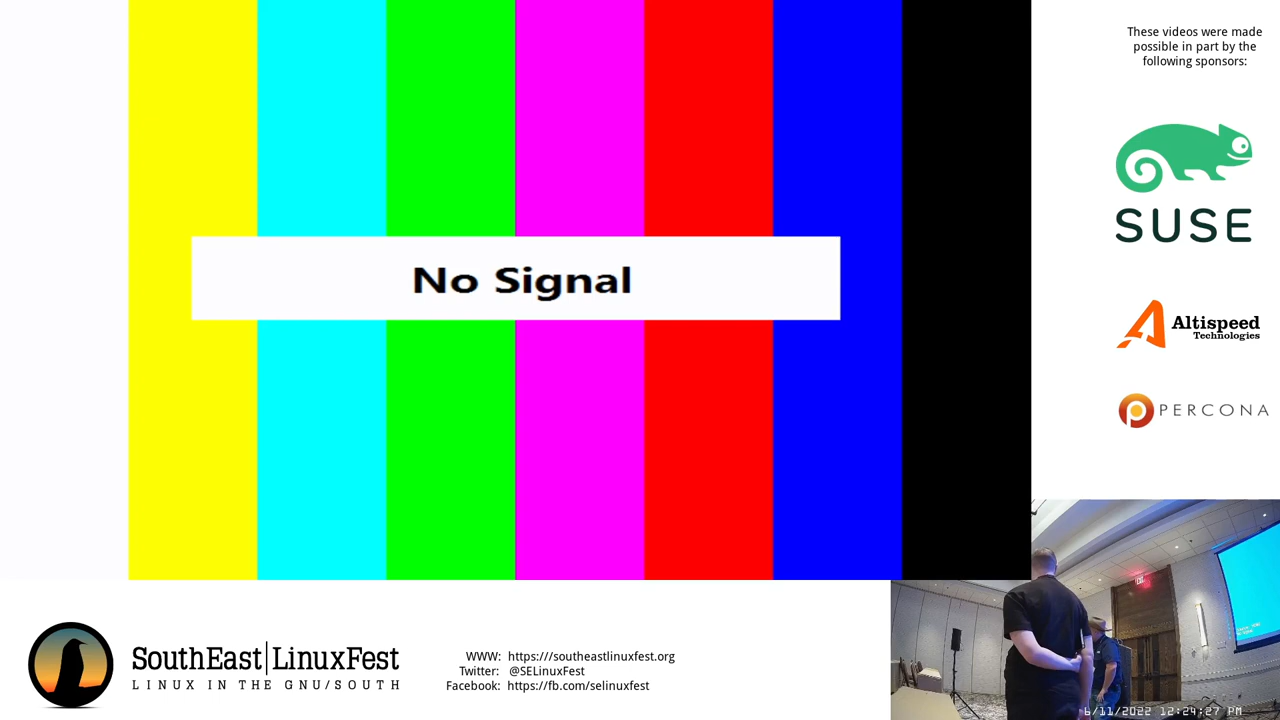 These videos were made
possible in part by the
following sponsors:
SUSE
No Signal
Altispeed
Technologies
PERCONA
SouthEast|LinuxFest
LINUX IN THE GNU/SOUTH
WWW: https:///southeastlinuxfest.org
Twitter: @SELinuxFest
Facebook: https://fb.com/selinuxfest
EXIT
6/11/2022 12:24:27 PM